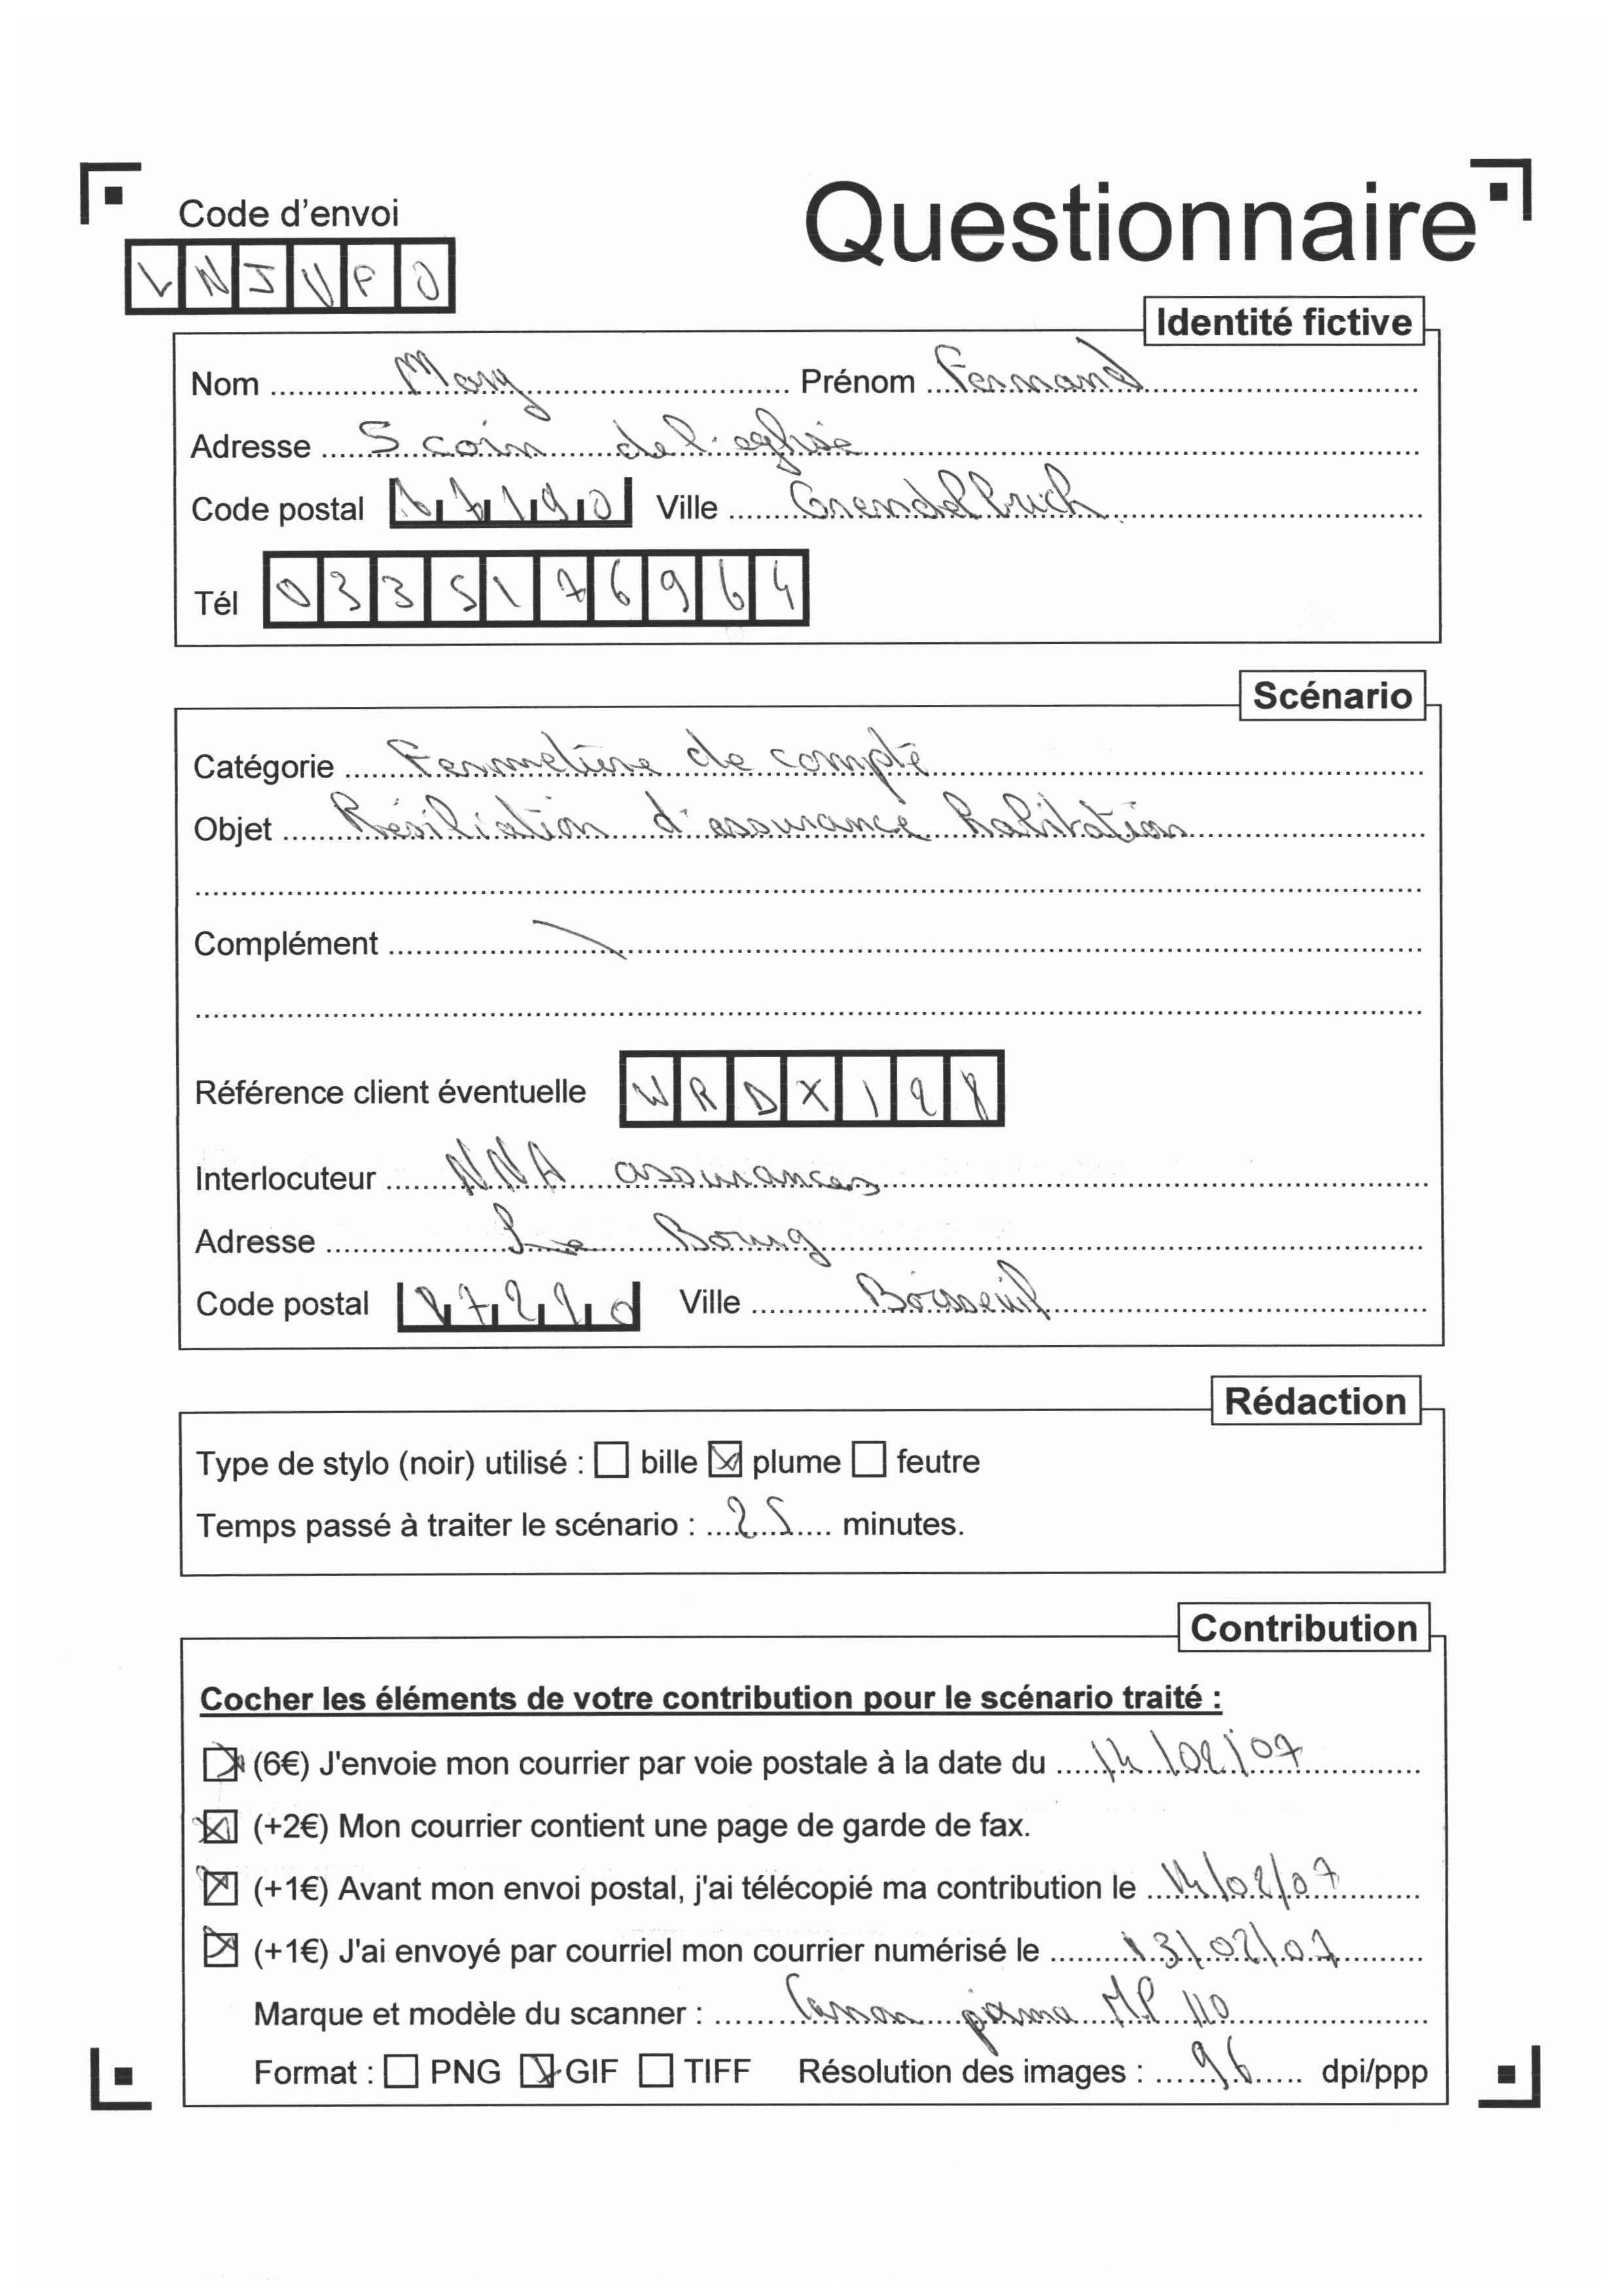 Code d'envoi
Questionnaire
L N J V P O
Identité fictive
Nom Mary Prénom Fernand
Adresse 5 coin de l'eglise
Code postal 67190 Ville Grendelbruch
Tél 0335176964
Scénario
Catégorie Fermeture de compte
Objet Résiliation d'assurance habitation
Complément
Référence client éventuelle WRDX198
Interlocuteur NNA assurances
Adresse Le Bourg
Code postal 87220 Ville Boisseuil
Rédaction
Type de stylo (noir) utilisé : bille plume feutre
Temps passé à traiter le scénario : 25 minutes.
Contribution
Cocher les éléments de votre contribution pour le scénario traité :
(6€) J'envoie mon courrier par voie postale à la date du 14/02/07
(+2€) Mon courrier contient une page de garde de fax.
(+1€) Avant mon envoi postal, j'ai télécopié ma contribution le 14/02/07
(+1€) J'ai envoyé par courriel mon courrier numérisé le 13/02/07
Marque et modèle du scanner : Canon pixma MP 110
Format : PNG GIF TIFF Résolution des images : 96 dpi/ppp